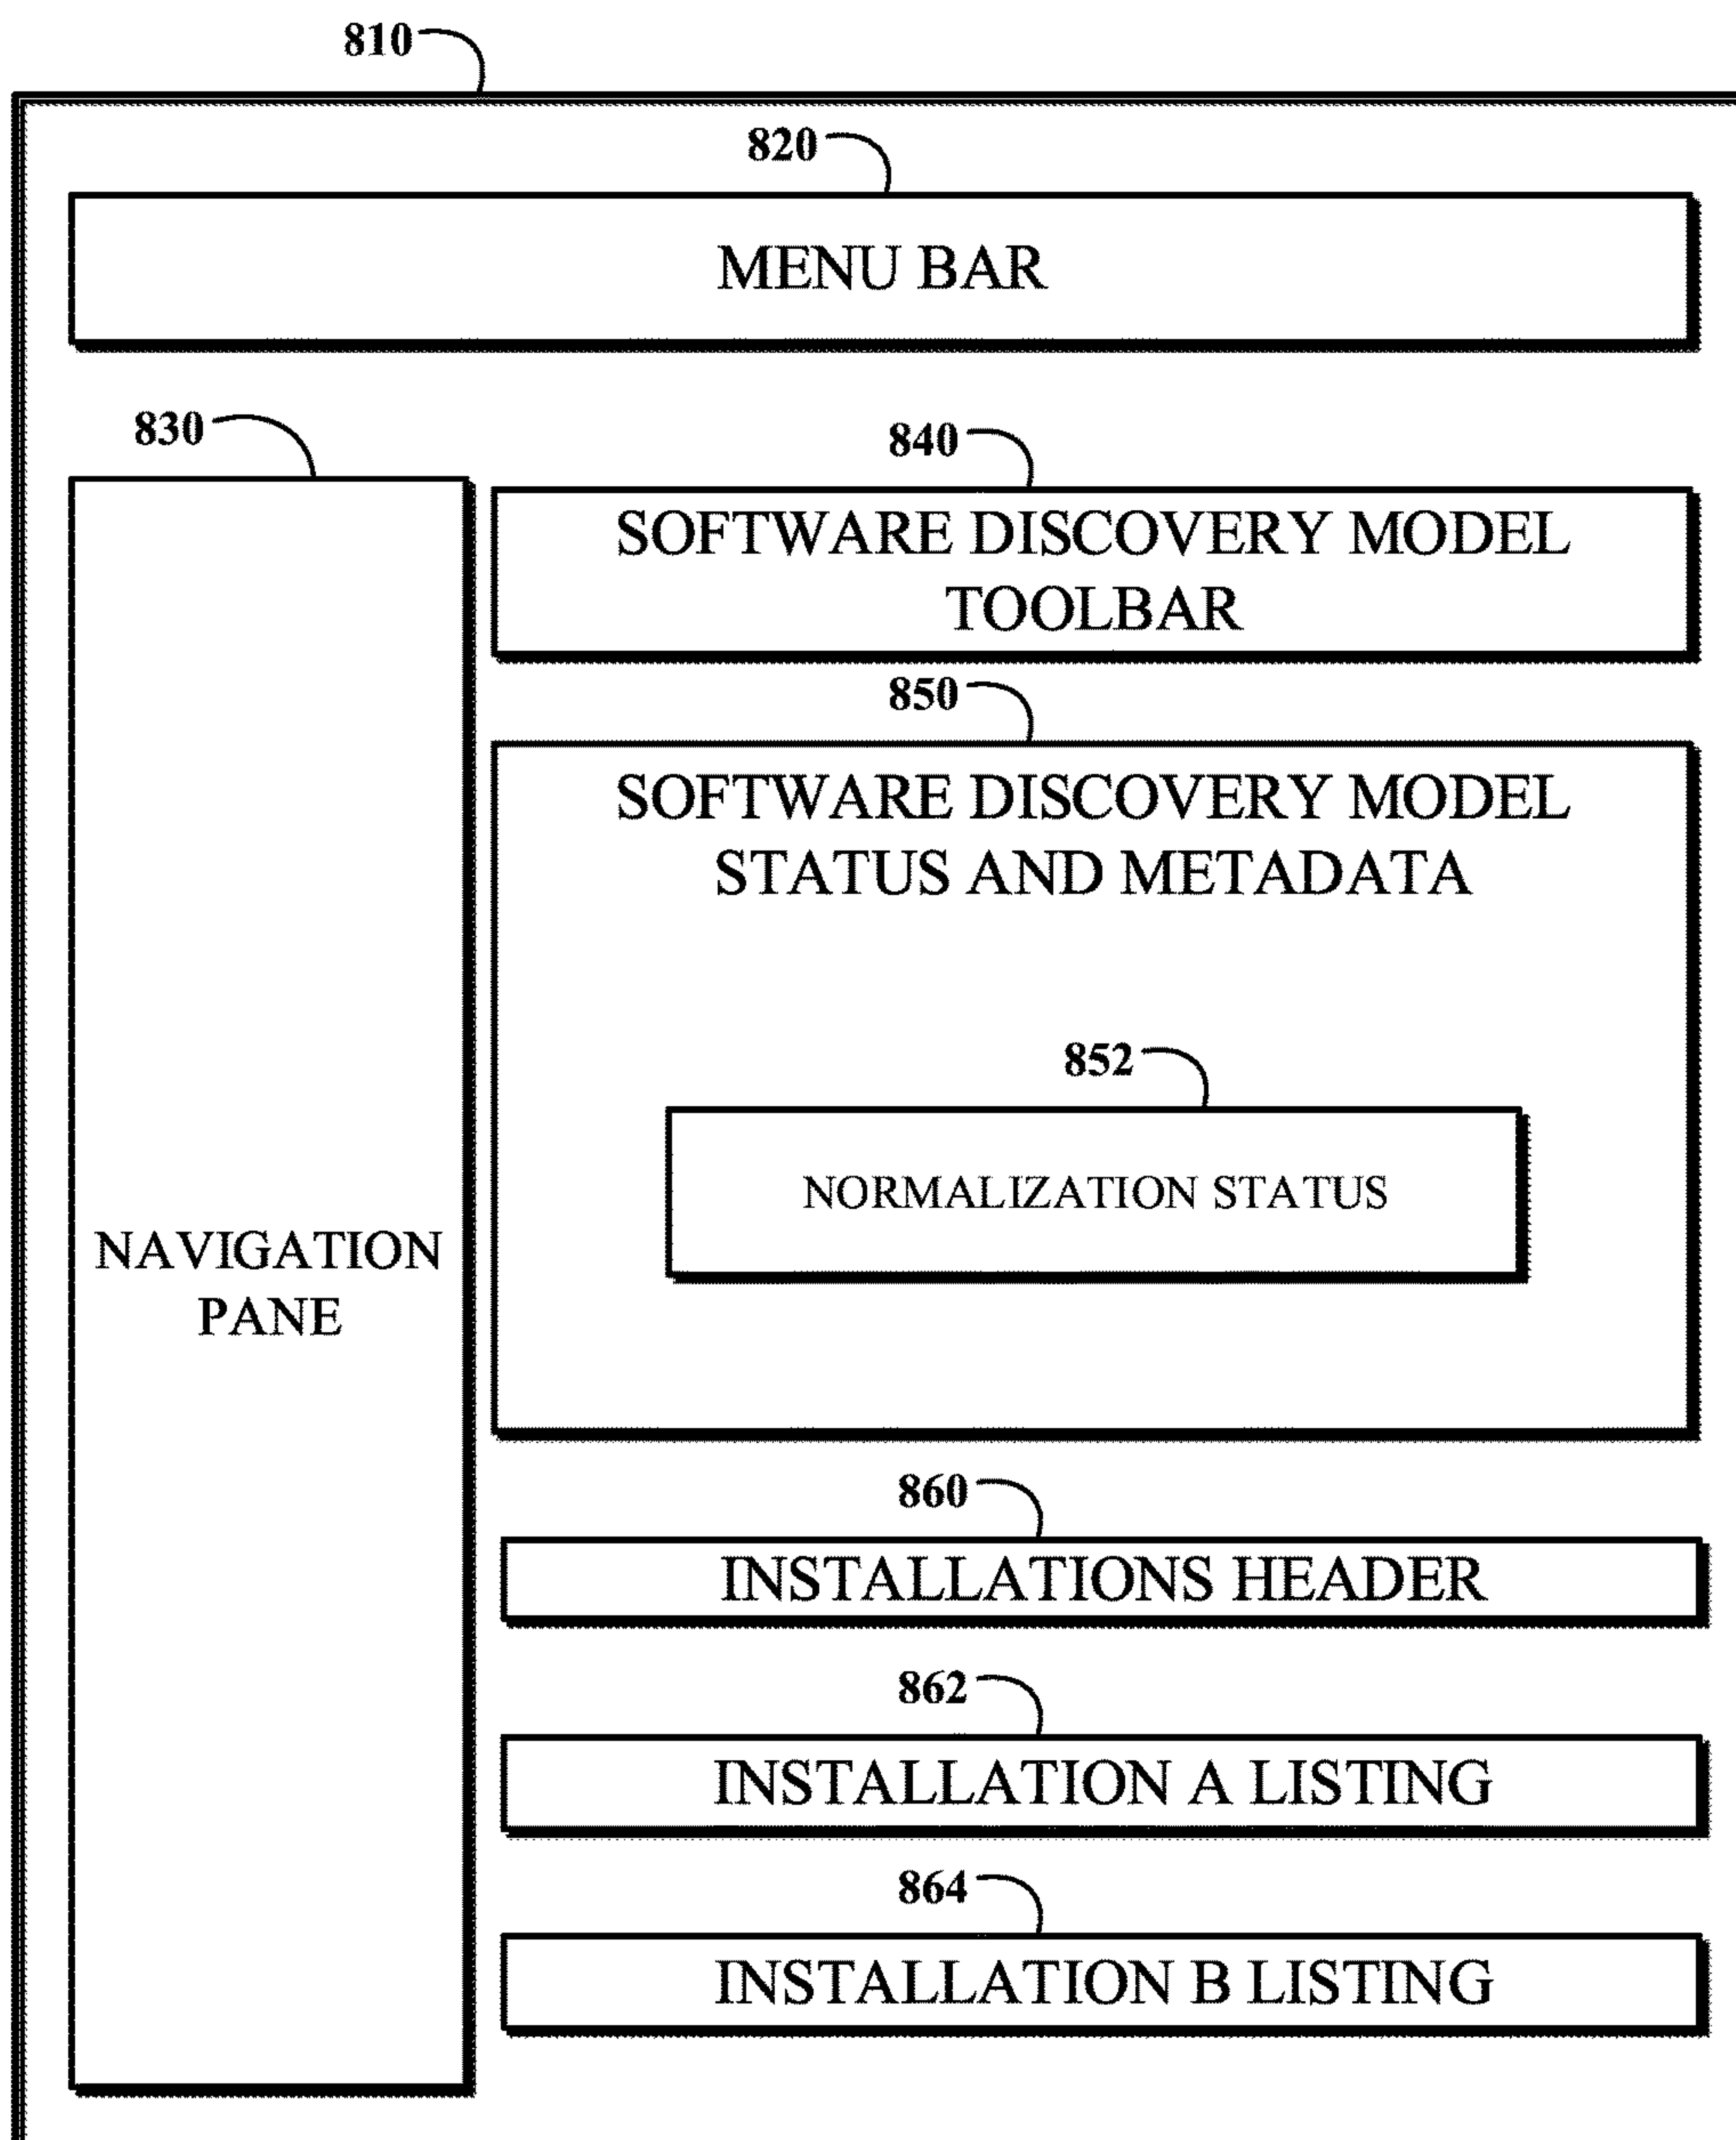 810
820
MENU BAR
830
840
SOFTWARE DISCOVERY MODEL
TOOLBAR
850
SOFTWARE DISCOVERY MODEL
STATUS AND METADATA
852
NORMALIZATION STATUS
NAVIGATION
PANE
860
INSTALLATIONS HEADER
862
INSTALLATION A LISTING
864
INSTALLATION B LISTING